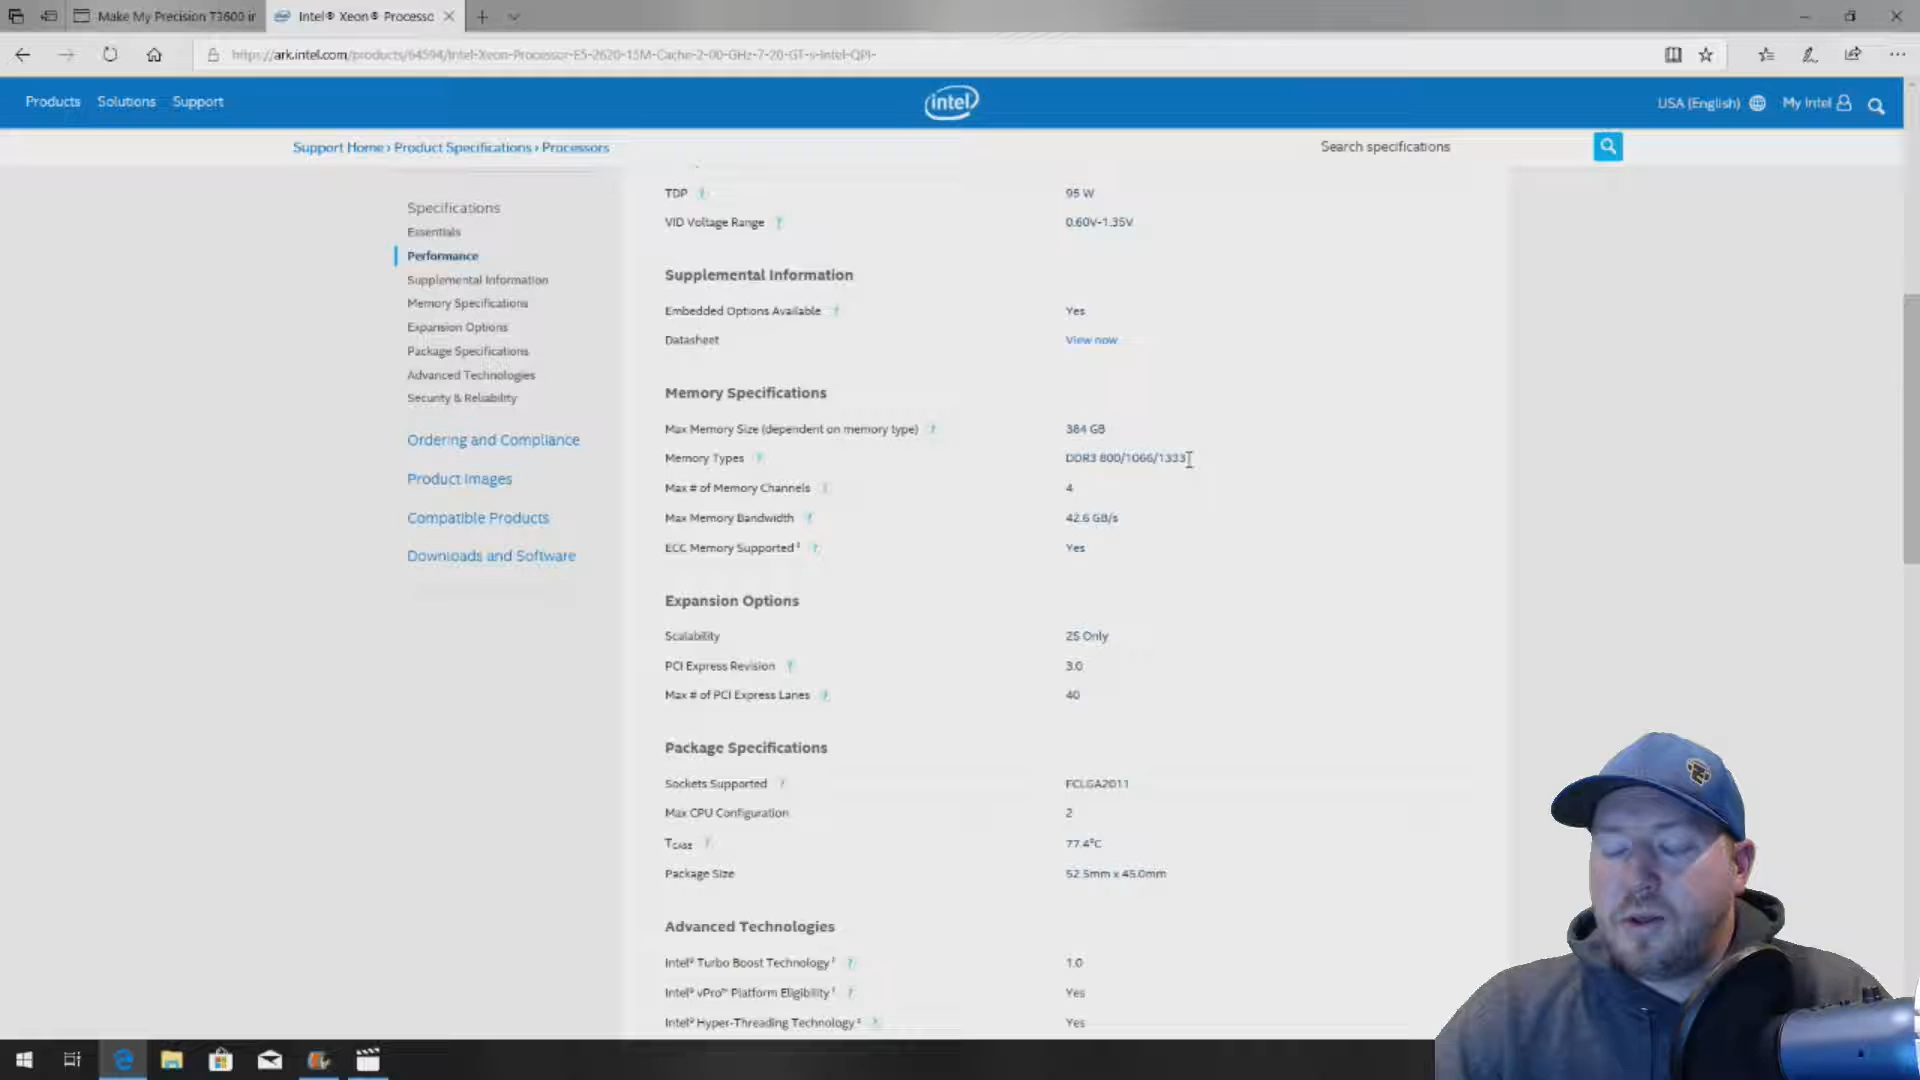 Make My Precision T3600 in
Intel® Xeon® Processo
https://ark.intel.com/products/64594/Intel-Xeon-Processor-E5-2620-15M-Cache-2-00-GHz-7-20-GT-s-Intel-QPI-
Products Solutions Support
intel
USA (English) My Intel
Support Home › Product Specifications › Processors
Search specifications
Specifications
Essentials
Performance
Supplemental Information
Memory Specifications
Expansion Options
Package Specifications
Advanced Technologies
Security & Reliability
Ordering and Compliance
Product Images
Compatible Products
Downloads and Software
TDP ? 95 W
VID Voltage Range ? 0.60V-1.35V
Supplemental Information
Embedded Options Available ? Yes
Datasheet View now
Memory Specifications
Max Memory Size (dependent on memory type) ? 384 GB
Memory Types ? DDR3 800/1066/1333
Max # of Memory Channels ? 4
Max Memory Bandwidth ? 42.6 GB/s
ECC Memory Supported ‡ ? Yes
Expansion Options
Scalability 2S Only
PCI Express Revision ? 3.0
Max # of PCI Express Lanes ? 40
Package Specifications
Sockets Supported ? FCLGA2011
Max CPU Configuration 2
TCASE ? 77.4°C
Package Size 52.5mm x 45.0mm
Advanced Technologies
Intel® Turbo Boost Technology ‡ ? 1.0
Intel® vPro™ Platform Eligibility ‡ ? Yes
Intel® Hyper-Threading Technology ‡ ? Yes